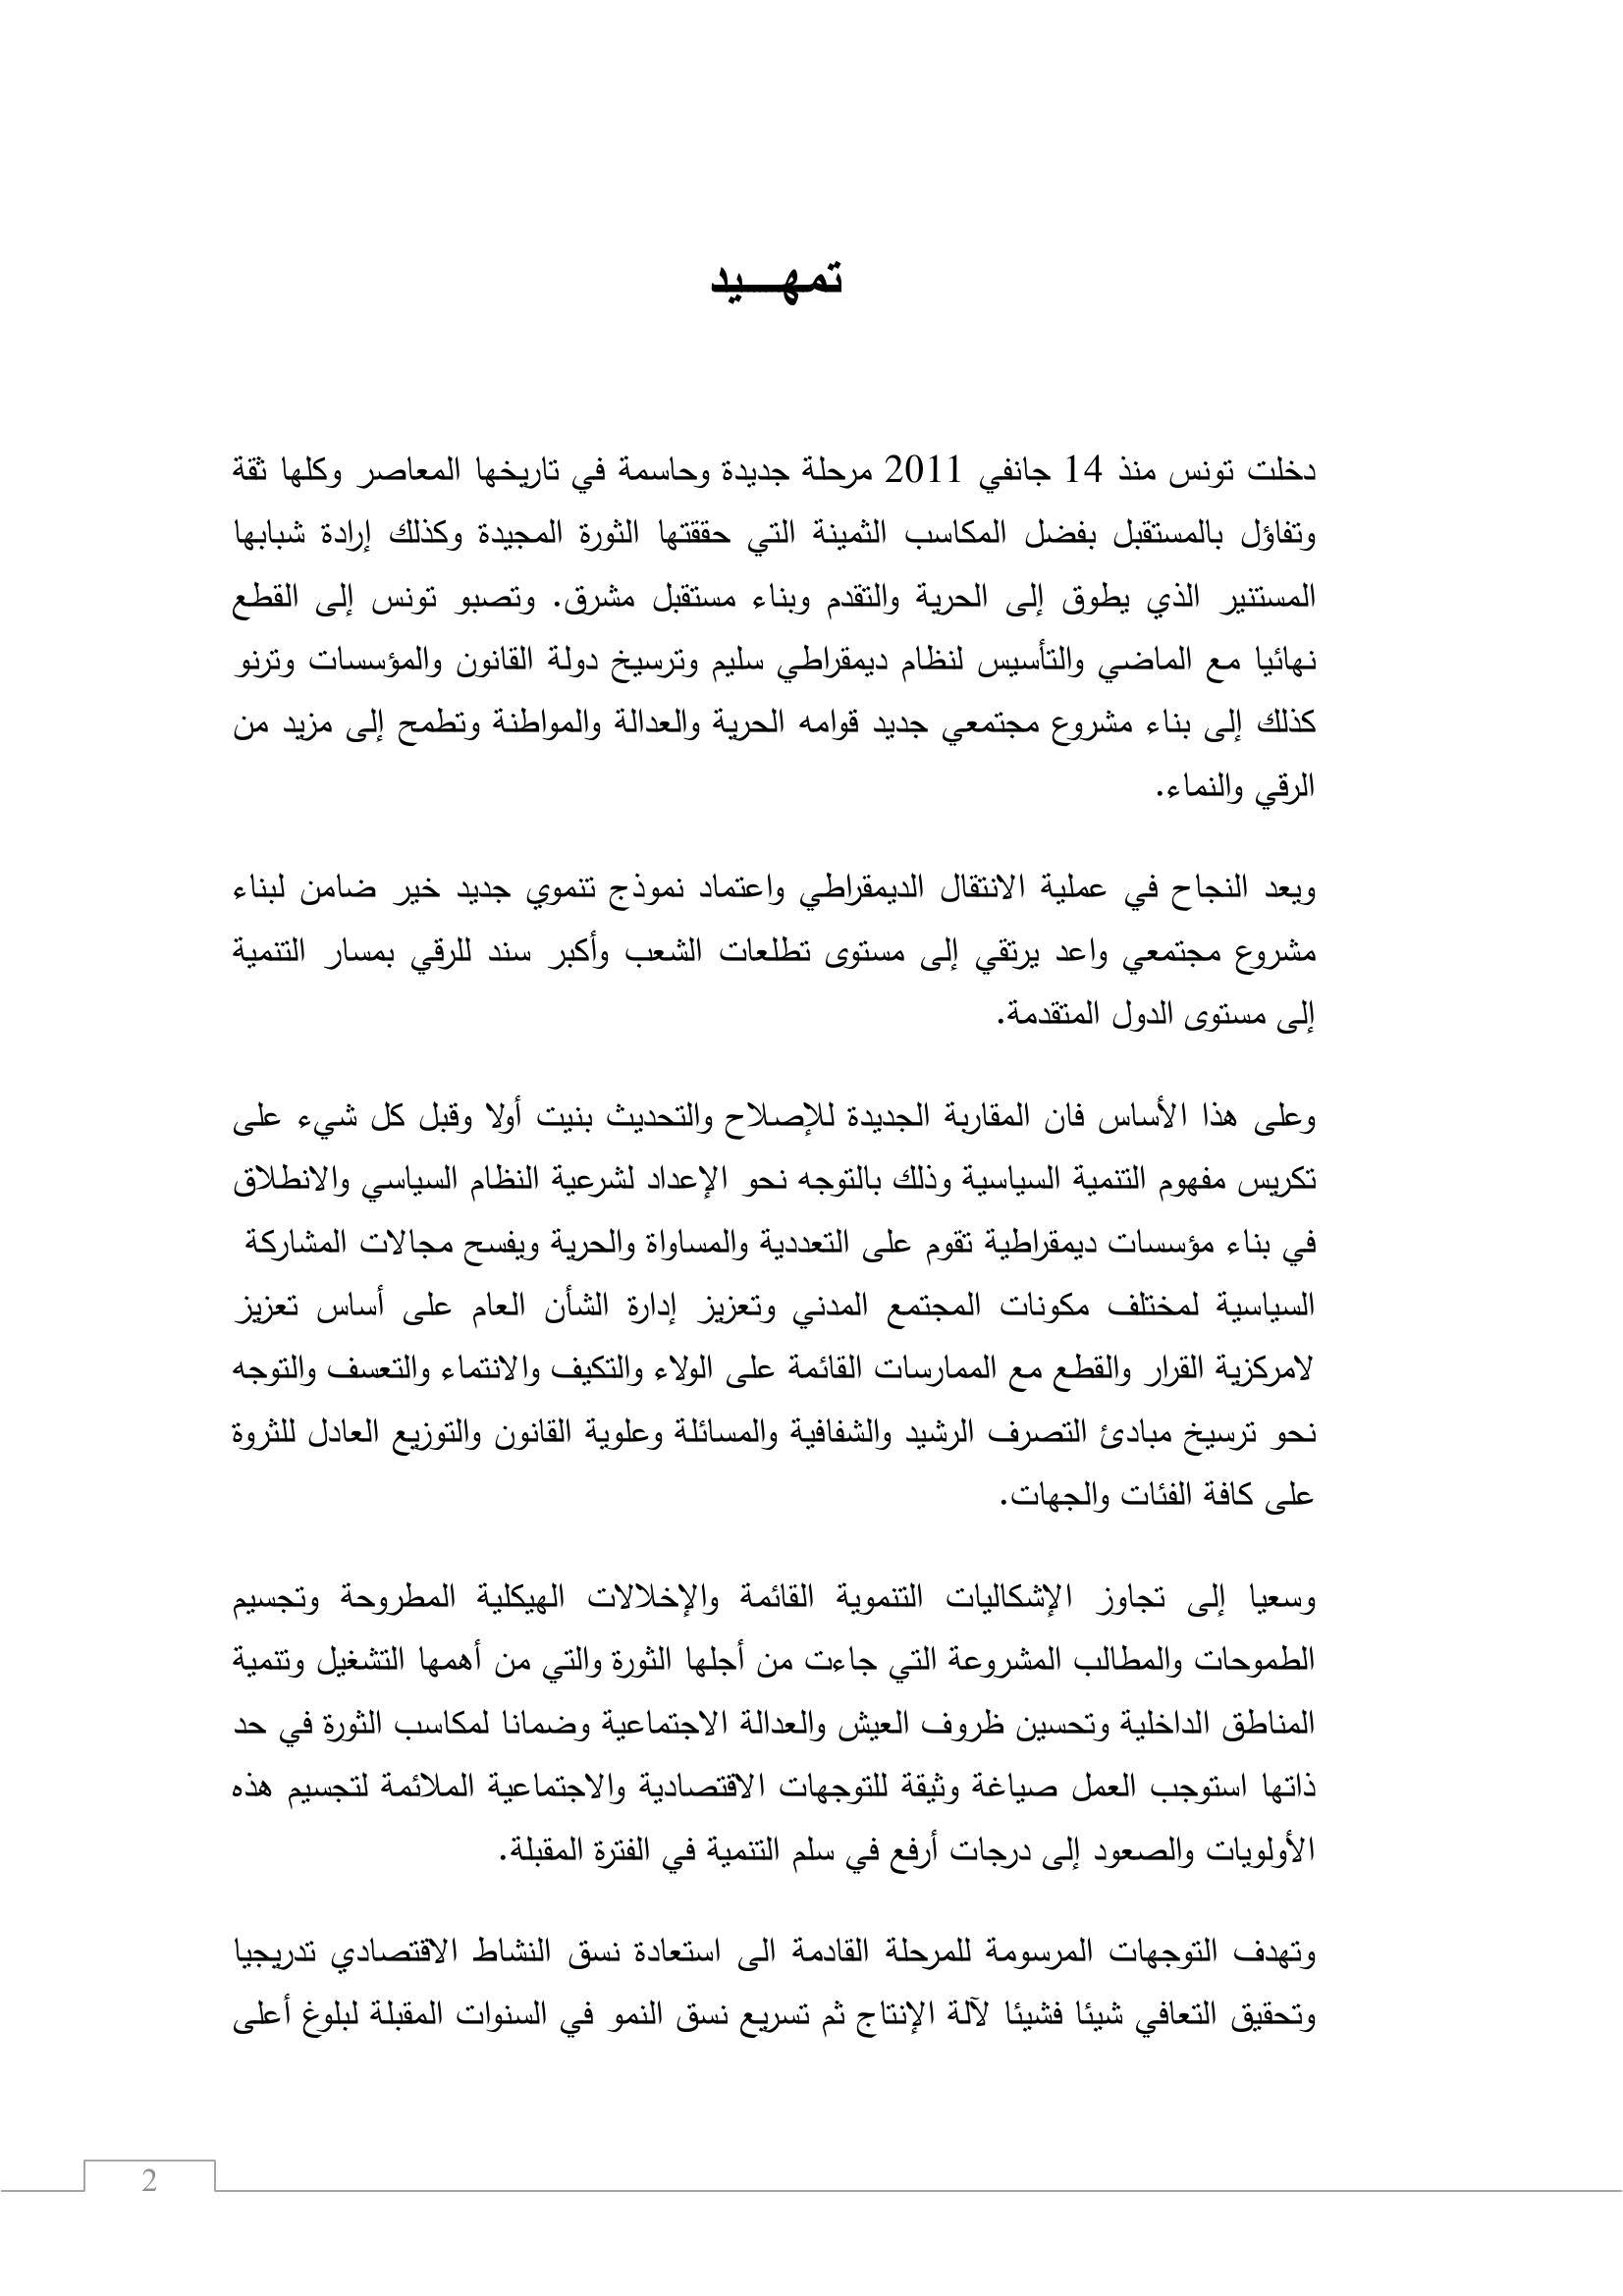 تمهـــيد
دخلت تونس منذ 14 جانفي 2011 مرحلة جديدة وحاسمة في تاريخها المعاصر وكلها ثقة
وتفاؤل بالمستقبل بفضل المكاسب الثمينة التي حققتها الثورة المجيدة وكذلك إرادة شبابها
المستنير الذي يطوق إلى الحرية والتقدم وبناء مستقبل مشرق. وتصبو تونس إلى القطع
نهائيا مع الماضي والتأسيس لنظام ديمقراطي سليم وترسيخ دولة القانون والمؤسسات وترنو
كذلك إلى بناء مشروع مجتمعي جديد قوامه الحرية والعدالة والمواطنة وتطمح إلى مزيد من
الرقي والنماء.
ويعد النجاح في عملية الانتقال الديمقراطي واعتماد نموذج تنموي جديد خير ضامن لبناء
مشروع مجتمعي واعد يرتقي إلى مستوى تطلعات الشعب وأكبر سند للرقي بمسار التنمية
إلى مستوى الدول المتقدمة.
وعلى هذا الأساس فان المقاربة الجديدة للإصلاح والتحديث بنيت أولا وقبل كل شيء على
تكريس مفهوم التنمية السياسية وذلك بالتوجه نحو الإعداد لشرعية النظام السياسي والانطلاق
في بناء مؤسسات ديمقراطية تقوم على التعددية والمساواة والحرية ويفسح مجالات المشاركة
السياسية لمختلف مكونات المجتمع المدني وتعزيز إدارة الشأن العام على أساس تعزيز
لامركزية القرار والقطع مع الممارسات القائمة على الولاء والتكيف والانتماء والتعسف والتوجه
نحو ترسيخ مبادئ التصرف الرشيد والشفافية والمسائلة وعلوية القانون والتوزيع العادل للثروة
على كافة الفئات والجهات.
وسعيا إلى تجاوز الإشكاليات التنموية القائمة والإخلالات الهيكلية المطروحة وتجسيم
الطموحات والمطالب المشروعة التي جاءت من أجلها الثورة والتي من أهمها التشغيل وتنمية
المناطق الداخلية وتحسين ظروف العيش والعدالة الاجتماعية وضمانا لمكاسب الثورة في حد
ذاتها استوجب العمل صياغة وثيقة للتوجهات الاقتصادية والاجتماعية الملائمة لتجسيم هذه
الأولويات والصعود إلى درجات أرفع في سلم التنمية في الفترة المقبلة.
وتهدف التوجهات المرسومة للمرحلة القادمة الى استعادة نسق النشاط الاقتصادي تدريجيا
وتحقيق التعافي شيئا فشيئا لآلة الإنتاج ثم تسريع نسق النمو في السنوات المقبلة لبلوغ أعلى
2